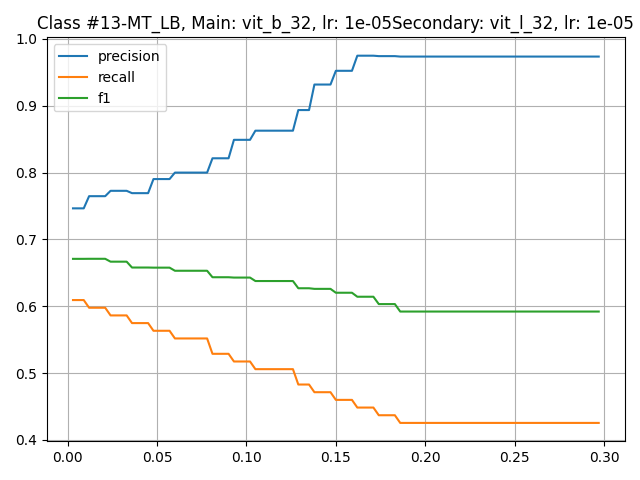 Class #13-MT_LB, Main: vit_b_32, lr: 1e-05Secondary: vit_l_32, lr: 1e-05
1.0
precision
recall
f1
0.9
0.8
0.7
0.6
0.5
0.4
0.00 0.05 0.10 0.15 0.20 0.25 0.30